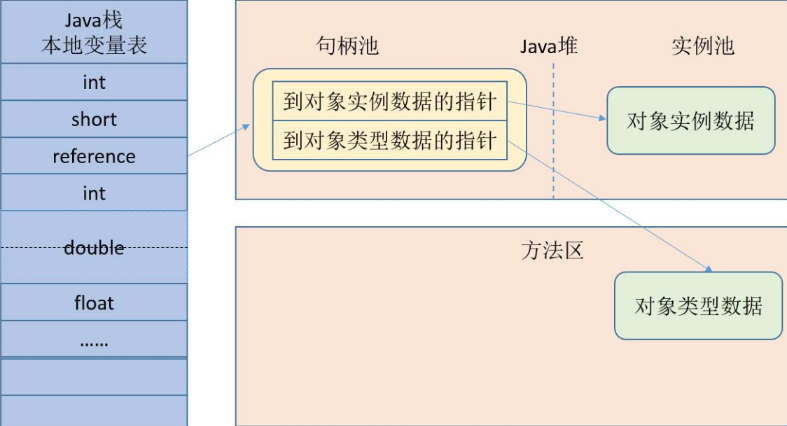 Java栈
本地变量表
int
short
reference
int
double
float
......
句柄池
Java堆
实例池
到对象实例数据的指针
到对象类型数据的指针
对象实例数据
方法区
对象类型数据